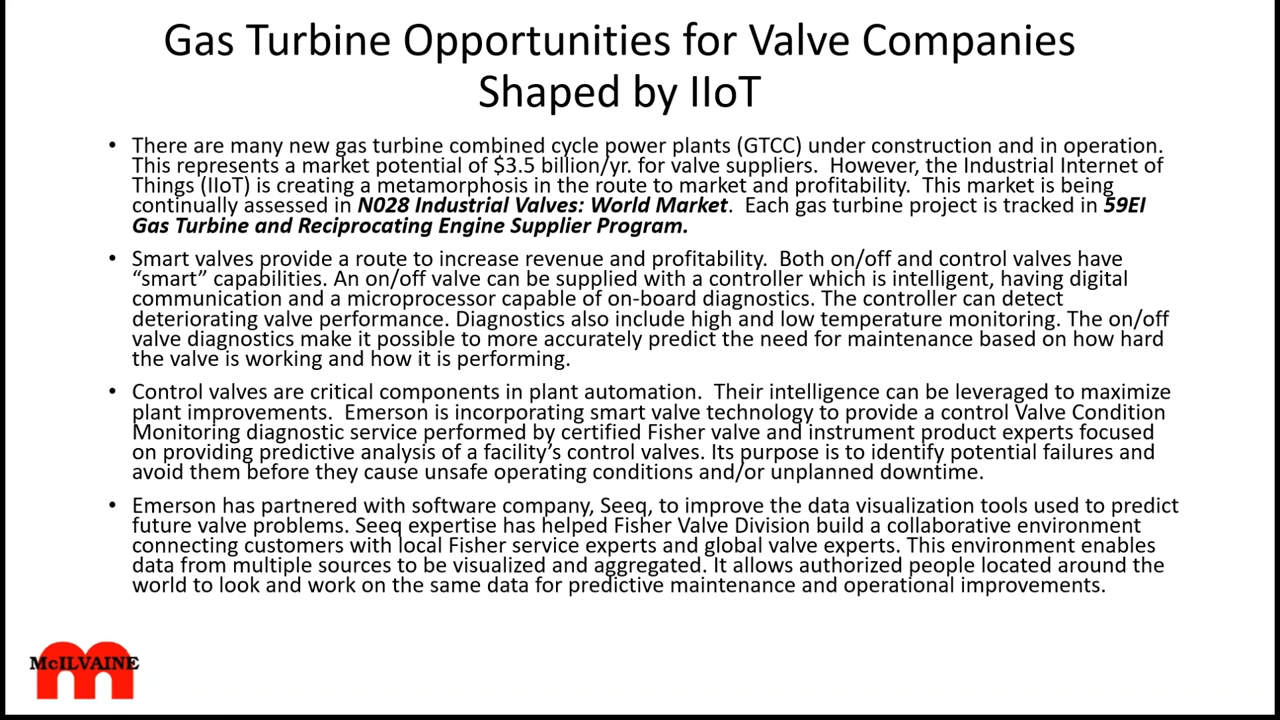 Gas Turbine Opportunities for Valve Companies
Shaped by IIoT
• There are many new gas turbine combined cycle power plants (GTCC) under construction and in operation.
This represents a market potential of $3.5 billion/yr. for valve suppliers.  However, the Industrial Internet of
Things (IIoT) is creating a metamorphosis in the route to market and profitability.  This market is being
continually assessed in N028 Industrial Valves: World Market.  Each gas turbine project is tracked in 59EI
Gas Turbine and Reciprocating Engine Supplier Program.
• Smart valves provide a route to increase revenue and profitability.  Both on/off and control valves have
“smart” capabilities. An on/off valve can be supplied with a controller which is intelligent, having digital
communication and a microprocessor capable of on-board diagnostics. The controller can detect
deteriorating valve performance. Diagnostics also include high and low temperature monitoring. The on/off
valve diagnostics make it possible to more accurately predict the need for maintenance based on how hard
the valve is working and how it is performing.
• Control valves are critical components in plant automation.  Their intelligence can be leveraged to maximize
plant improvements.  Emerson is incorporating smart valve technology to provide a control Valve Condition
Monitoring diagnostic service performed by certified Fisher valve and instrument product experts focused
on providing predictive analysis of a facility’s control valves. Its purpose is to identify potential failures and
avoid them before they cause unsafe operating conditions and/or unplanned downtime.
• Emerson has partnered with software company, Seeq, to improve the data visualization tools used to predict
future valve problems. Seeq expertise has helped Fisher Valve Division build a collaborative environment
connecting customers with local Fisher service experts and global valve experts. This environment enables
data from multiple sources to be visualized and aggregated. It allows authorized people located around the
world to look and work on the same data for predictive maintenance and operational improvements.
McILVAINE